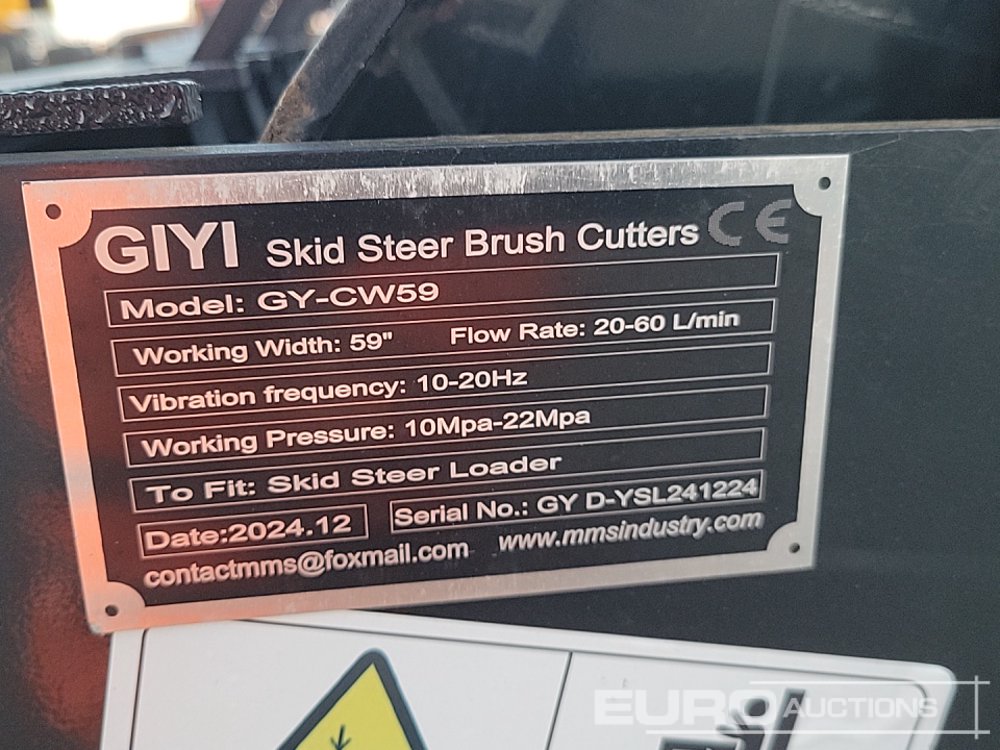 GIYI Skid Steer Brush Cutters CE
Model: GY-CW59
Working Width: 59" Flow Rate: 20-60 L/min
Vibration frequency: 10-20Hz
Working Pressure: 10Mpa-22Mpa
To Fit: Skid Steer Loader
Date:2024.12 Serial No.: GY D-YSL241224
contactmms@foxmail.com www.mmsindustry.com
EURO AUCTIONS